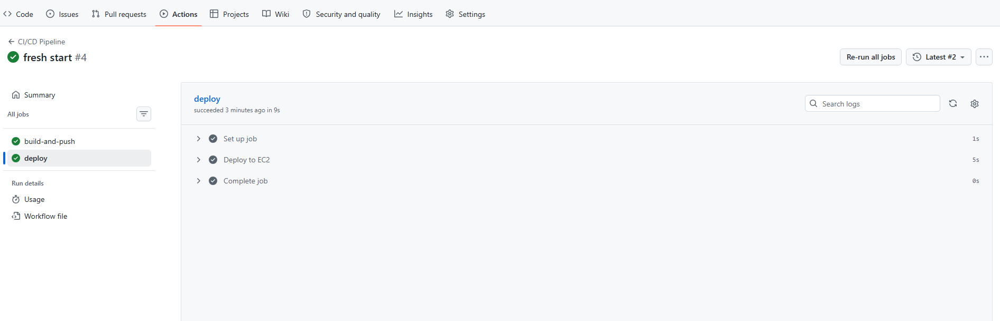 Code Issues Pull requests Actions Projects Wiki Security and quality Insights Settings
CI/CD Pipeline
fresh start #4
Re-run all jobs Latest #2
Summary
All jobs
build-and-push
deploy
Run details
Usage
Workflow file
deploy
succeeded 3 minutes ago in 9s
Search logs
Set up job 1s
Deploy to EC2 5s
Complete job 0s